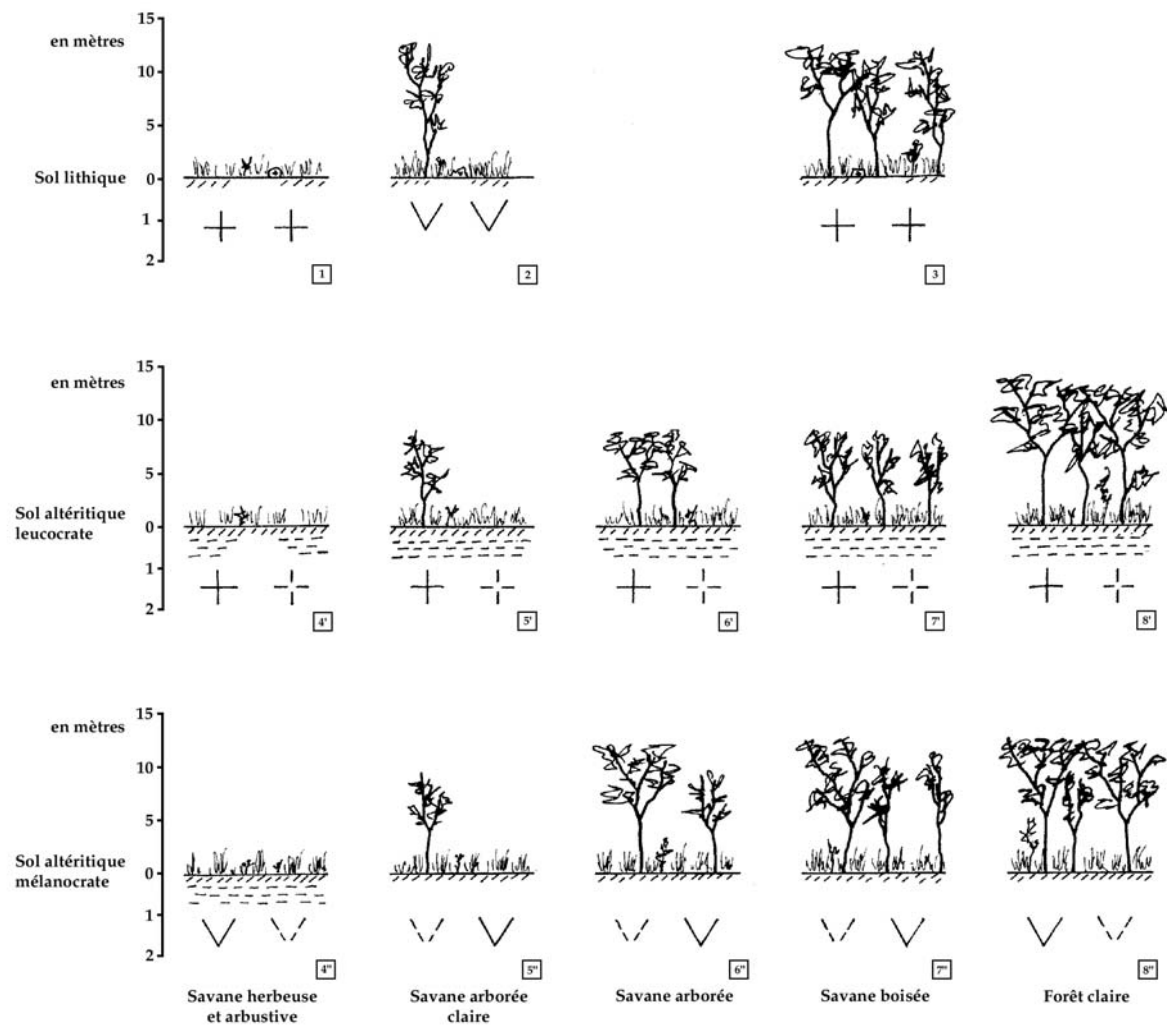 15
en mètres
10
5
Sol lithique
0
1
2
1
2
3
15
en mètres
10
5
Sol altéritique
leucocrate
0
1
2
4'
5'
6'
7'
8'
15
en mètres
10
5
Sol altéritique
mélanocrate
0
1
2
4"
5"
6"
7"
8"
Savane herbeuse
et arbustive
Savane arborée
claire
Savane arborée
Savane boisée
Forêt claire